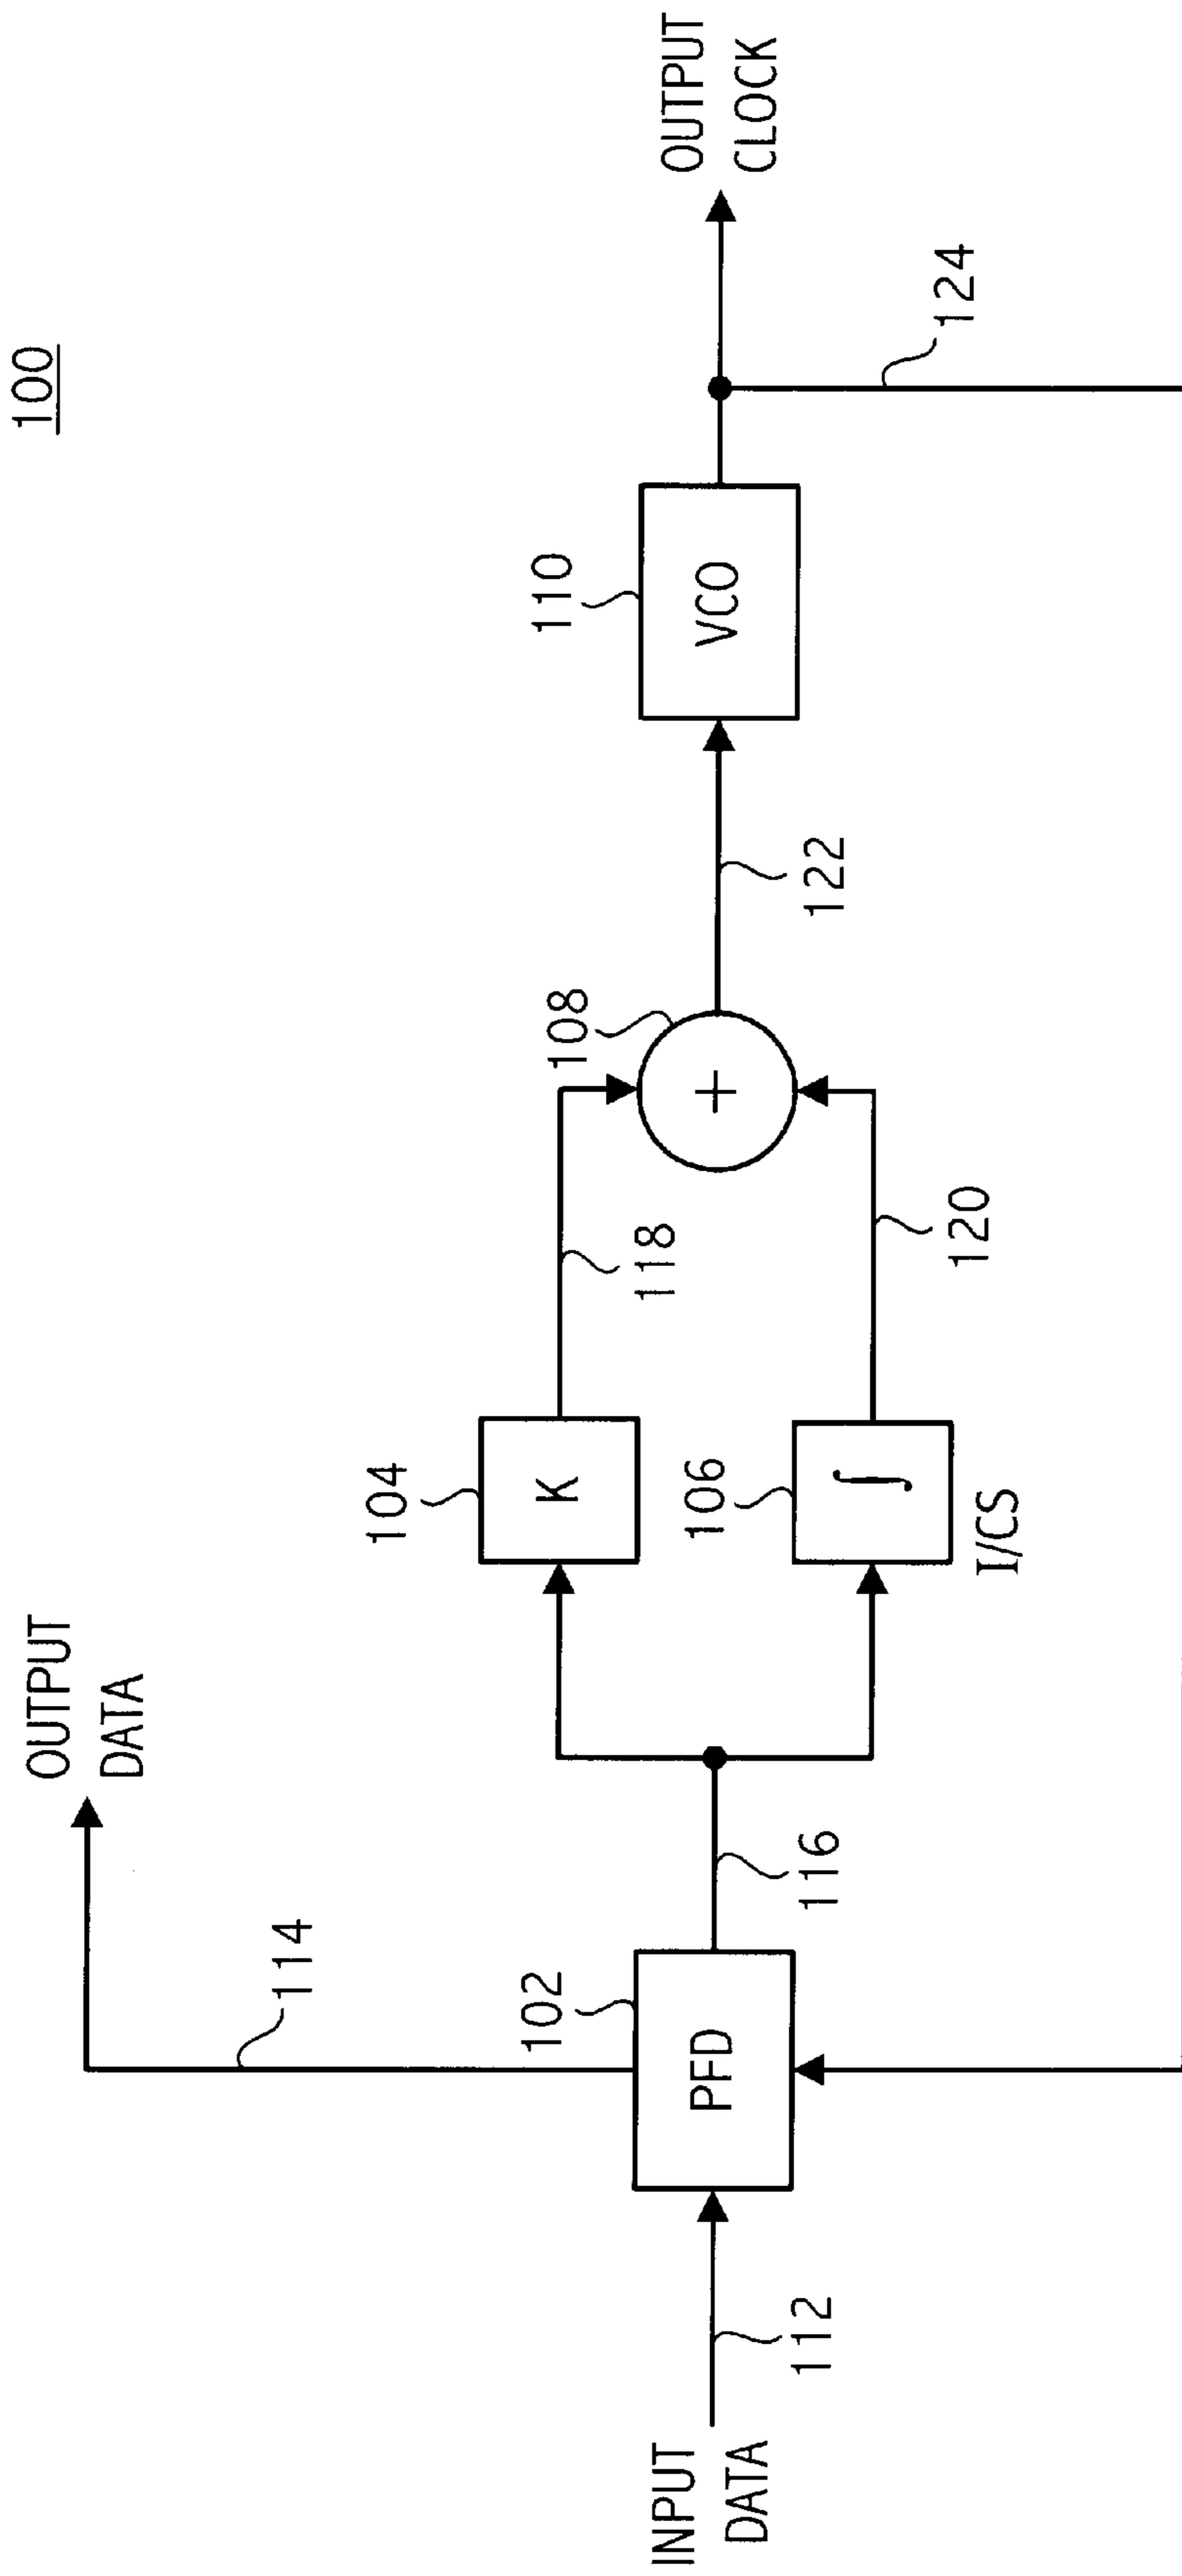 100
OUTPUT
DATA
114
104
K
118
108
+
110
VCO
OUTPUT
CLOCK
INPUT
DATA
112
102
PFD
116
106
∫
I/CS
120
122
124